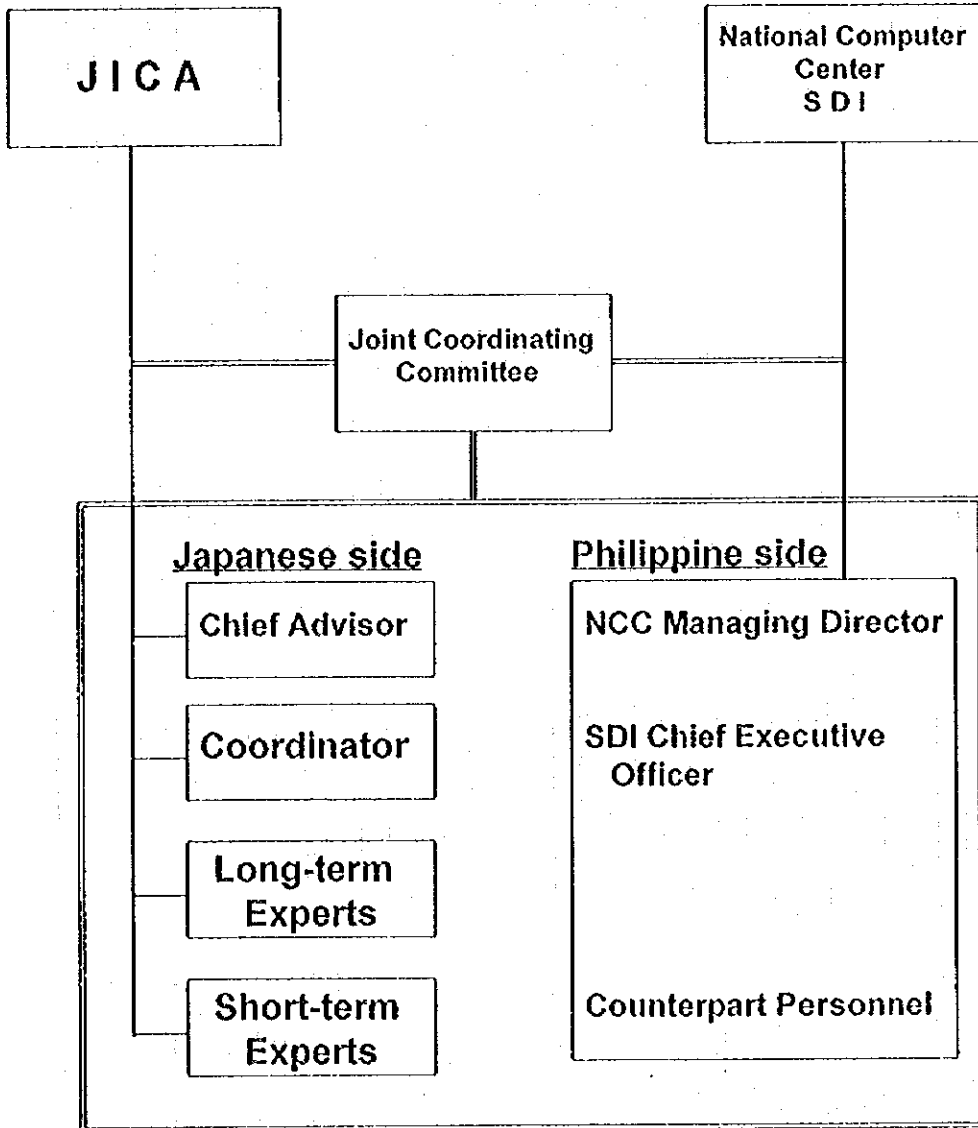 JICA
National Computer
Center
SDI
Joint Coordinating
Committee
Japanese side
Philippine side
Chief Advisor
NCC Managing Director
Coordinator
SDI Chief Executive
Officer
Long-term
Experts
Short-term
Experts
Counterpart Personnel